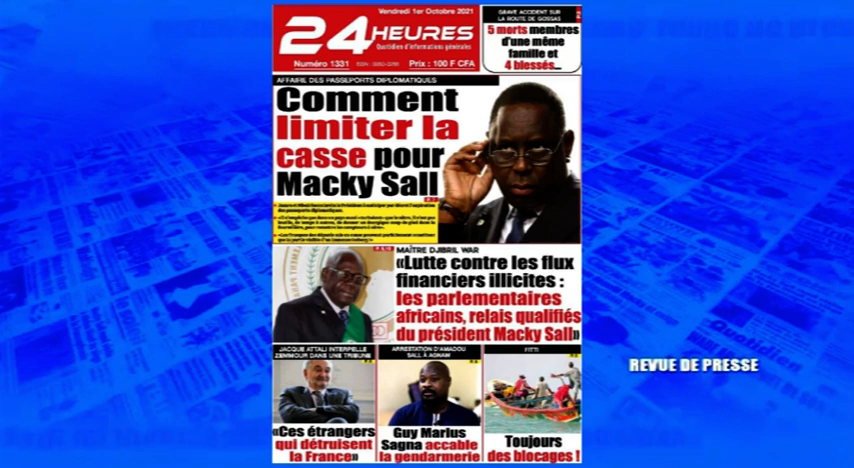 Vendredi 1er Octobre 2021
24 HEURES
Quotidien d'informations générales
Numéro 1331
Prix : 100 F CFA
GRAVE ACCIDENT SUR
LA ROUTE DE GOSSAS
5 morts membres
d'une même
famille et
4 blessés...
AFFAIRE DES PASSEPORTS DIPLOMATIQUES
Comment
limiter la
casse pour
Macky Sall
MAÎTRE DJIBRIL WAR
«Lutte contre les flux
financiers illicites :
les parlementaires
africains, relais qualifiés
du président Macky Sall»
JACQUE ATTALI INTERPELLE
ZEMMOUR DANS UNE TRIBUNE
«Ces étrangers
qui détruisent
la France»
ARRESTATION D'AMADOU
SALL À AGNAM
Guy Marius
Sagna accable
la gendarmerie
FITTI
Toujours
des blocages !
REVUE DE PRESSE